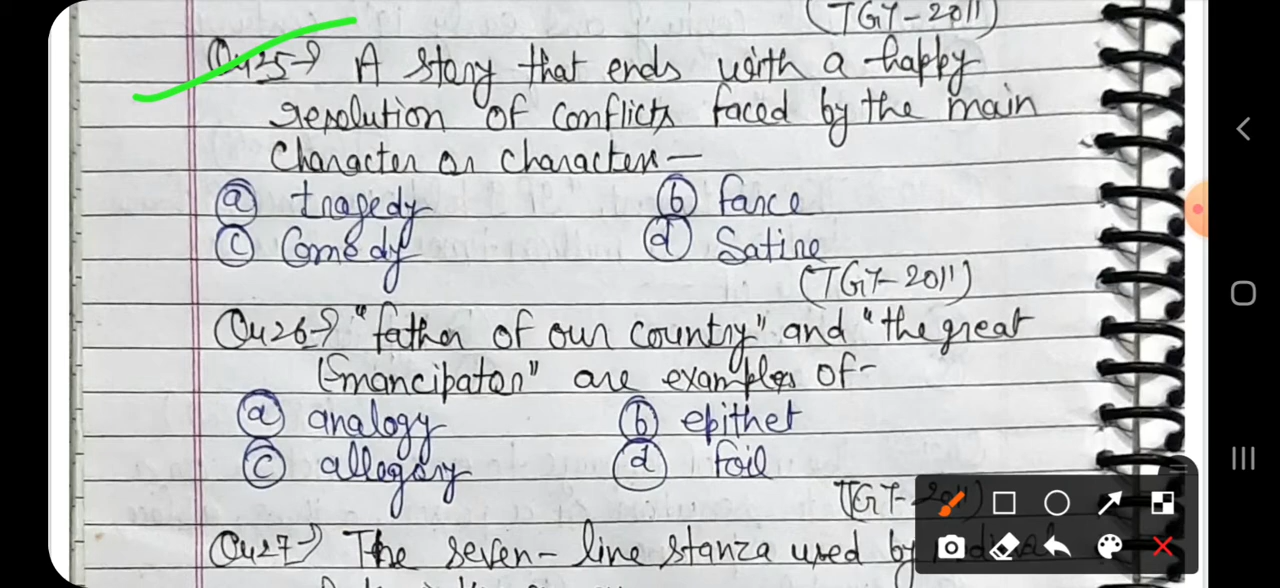 (TGT-2011)
Qu25→ A story that ends with a happy
resolution of conflicts faced by the main
character or characters—
(a) tragedy (b) farce
(c) Comedy (d) Satire
(TGT-2011)
Qu26→ "father of our country" and "the great
Emancipator" are examples of-
(a) analogy (b) epithet
(c) allegory (d) foil
(TGT-2011)
Qu27→ The seven-line stanza used by